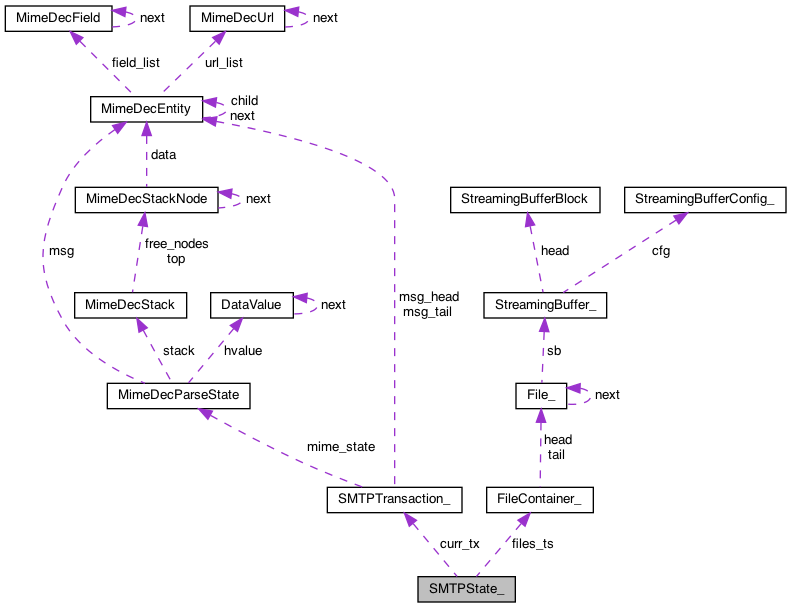 MimeDecField
next
MimeDecUrl
next
field_list
url_list
MimeDecEntity
child
next
data
MimeDecStackNode
next
StreamingBufferBlock
StreamingBufferConfig_
msg
free_nodes
top
head
cfg
MimeDecStack
DataValue
next
msg_head
msg_tail
StreamingBuffer_
stack
hvalue
sb
MimeDecParseState
File_
next
mime_state
head
tail
SMTPTransaction_
FileContainer_
curr_tx
files_ts
SMTPState_